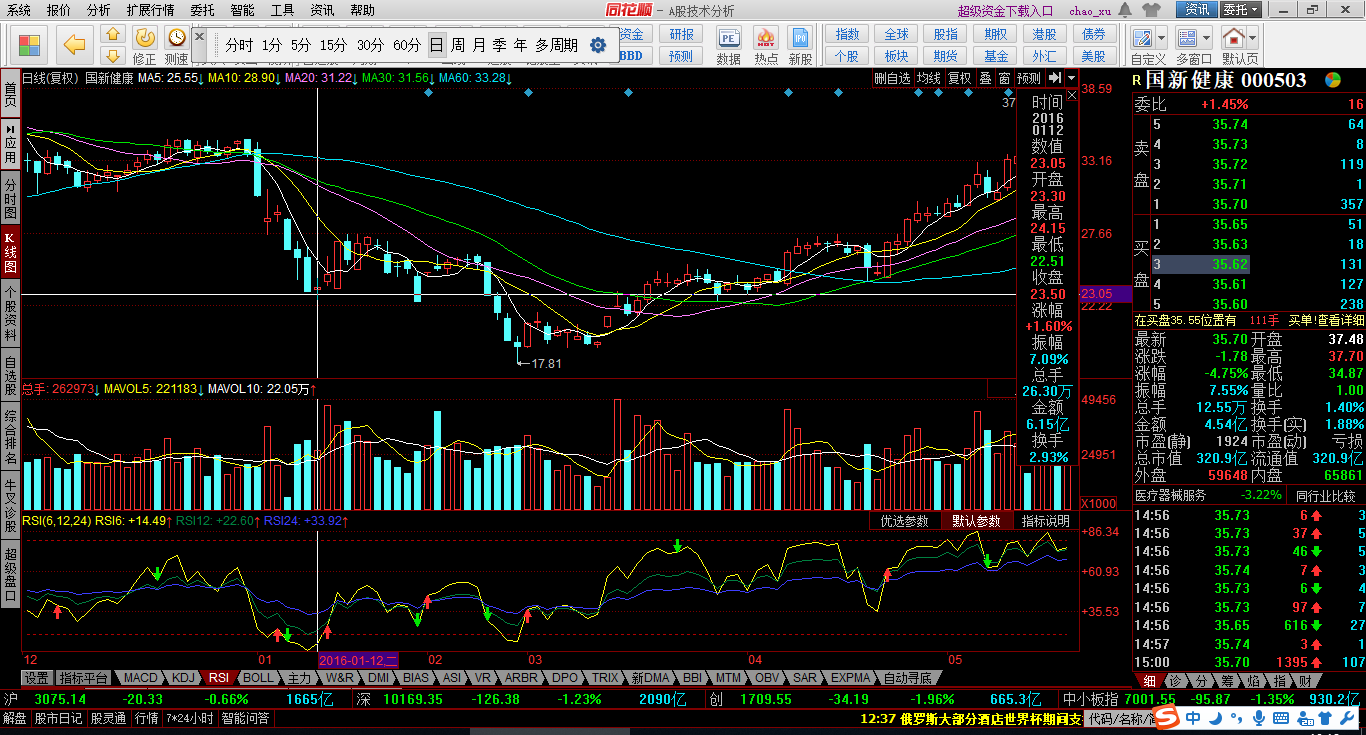 系统 报价 分析 扩展行情 委托 智能 工具 资讯 帮助 同花顺 - A股技术分析 超级资金下载入口 chao_xu 资讯 委托
修正 测速 分时 1分 5分 15分 30分 60分 日 周 月 季 年 多周期
资金 研报 指数 全球 股指 期权 港股 债券
BBD 预测 数据 热点 新股 个股 板块 期货 基金 外汇 美股 自定义 多窗口 默认页
首页
应用
分时图
K线图
个股资料
自选股
综合排名
牛叉诊股
超级盘口
日线(复权) 国新健康 MA5: 25.55↓ MA10: 28.90↓ MA20: 31.22↓ MA30: 31.56↓ MA60: 33.28↓ 删自选 均线 复权 叠 窗 预测
37
38.59
33.16
27.66
23.05
22.22
17.81
时间
2016
0112
数值
23.05
开盘
23.30
最高
24.15
最低
22.51
收盘
23.50
涨幅
+1.60%
振幅
7.09%
总手
26.30万
金额
6.15亿
换手
2.93%
总手: 262973↓ MAVOL5: 221183↓ MAVOL10: 22.05万↑
49456
24951
X1000
RSI(6,12,24) RSI6: +14.49↑ RSI12: +22.60↑ RSI24: +33.92↑ 优选参数 默认参数 指标说明
+86.34
+60.93
+35.53
12 01 2016-01-12,二 02 03 04 05
设置 指标平台 MACD KDJ RSI BOLL 主力 W&R DMI BIAS ASI VR ARBR DPO TRIX 新DMA BBI MTM OBV SAR EXPMA 自动寻底
R 国新健康 000503
委比 +1.45% 16
卖盘
5 35.74 64
4 35.73 8
3 35.72 119
2 35.71 1
1 35.70 357
买盘
1 35.65 51
2 35.63 18
3 35.62 131
4 35.61 127
5 35.60 238
在买盘35.55位置有 111手 买单!查看详细
最新 35.70 开盘 37.48
涨跌 -1.78 最高 37.70
涨幅 -4.75% 最低 34.87
振幅 7.55% 量比 1.00
总手 12.55万 换手 1.40%
金额 4.54亿 换手(实) 1.88%
市盈(静) 1924 市盈(动) 亏损
总市值 320.9亿 流通值 320.9亿
外盘 59648 内盘 65861
医疗器械服务 -3.22% 同行业比较
14:56 35.73 6 3
14:56 35.73 37 5
14:56 35.73 46 5
14:56 35.74 7 3
14:56 35.73 6 4
14:56 35.73 97 7
14:56 35.65 616 27
14:57 35.74 3 1
15:00 35.70 1395 107
细 诊 分 筹 焰 指 财
沪 3075.14 -20.33 -0.66% 1665亿 深 10169.35 -126.38 -1.23% 2090亿 创 1709.55 -34.19 -1.96% 665.3亿 中小板指 7001.55 -95.87 -1.35% 930.2亿
解盘 股市日记 股灵通 行情 7*24小时 智能问答 12:37 俄罗斯大部分酒店世界杯期间支 代码/名称/简 中